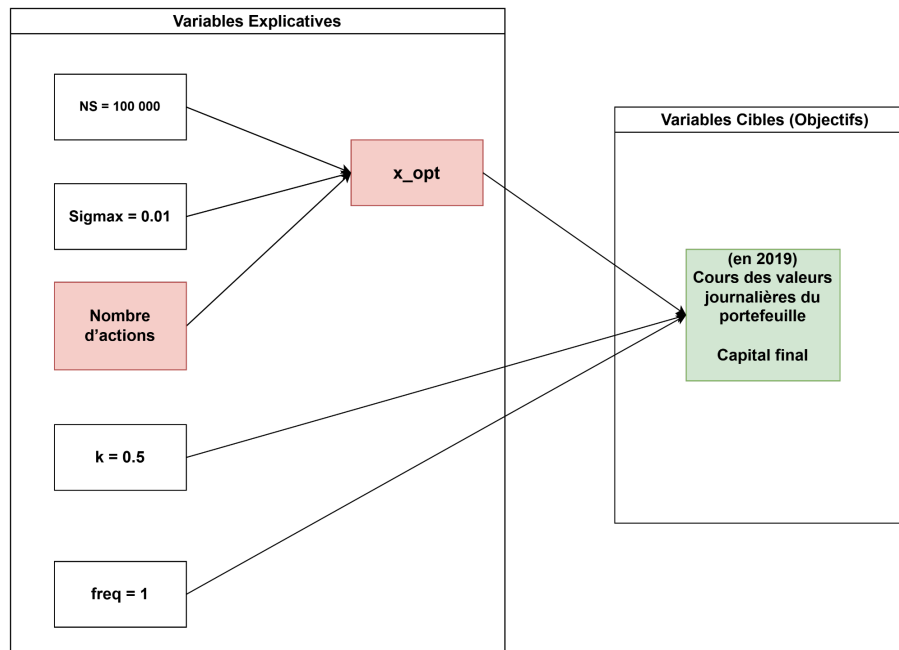 Variables Explicatives
NS = 100 000
Sigmax = 0.01
Nombre
d'actions
k = 0.5
freq = 1
x_opt
Variables Cibles (Objectifs)
(en 2019)
Cours des valeurs
journalières du
portefeuille
Capital final